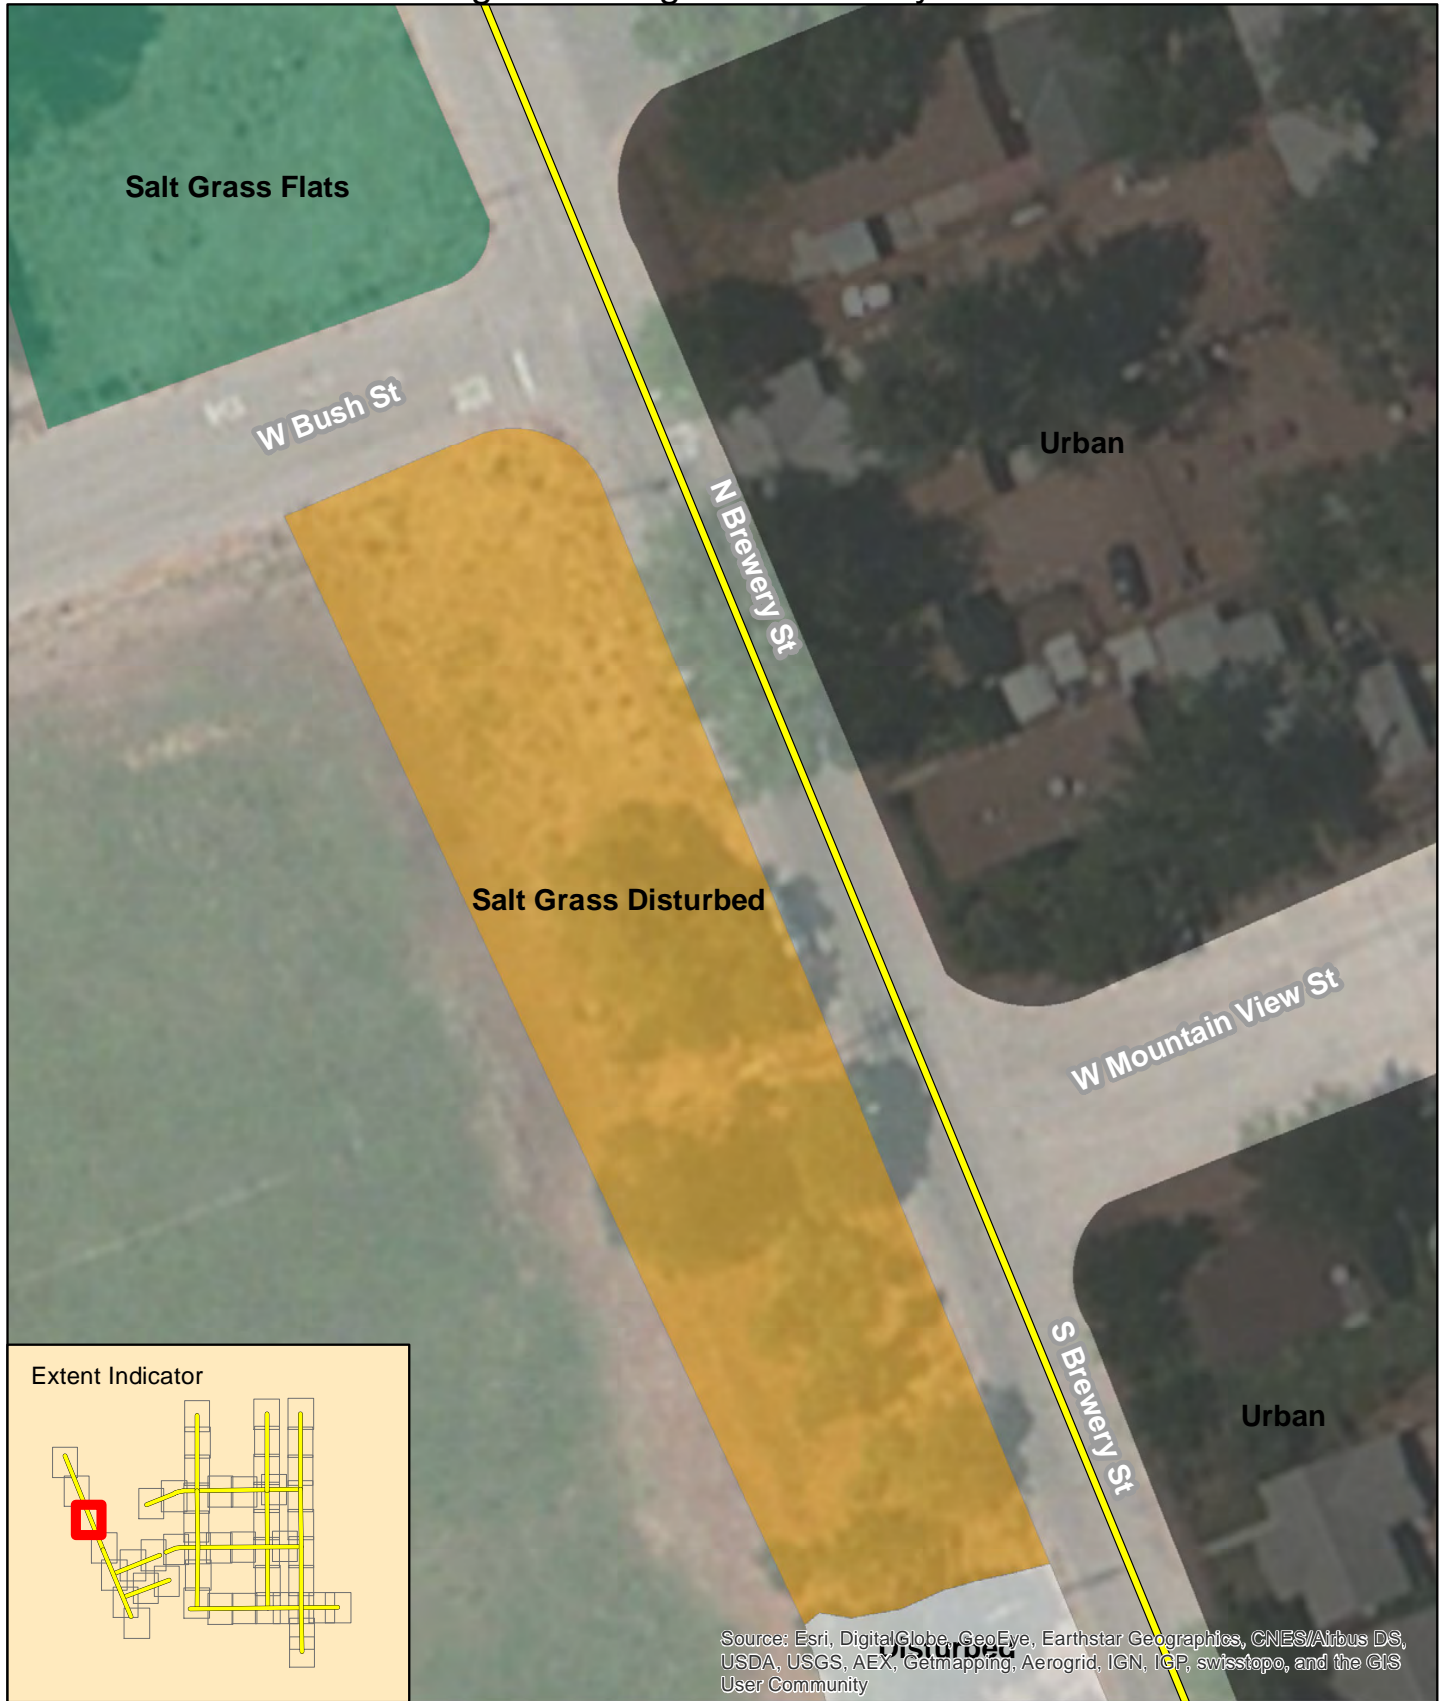 Salt Grass Flats
W Bush St
Urban
N Brewery St
Salt Grass Disturbed
W Mountain View St
S Brewery St
Extent Indicator
Urban
Disturbed
Source: Esri, DigitalGlobe, GeoEye, Earthstar Geographics, CNES/Airbus DS,
USDA, USGS, AEX, Getmapping, Aerogrid, IGN, IGP, swisstopo, and the GIS
User Community